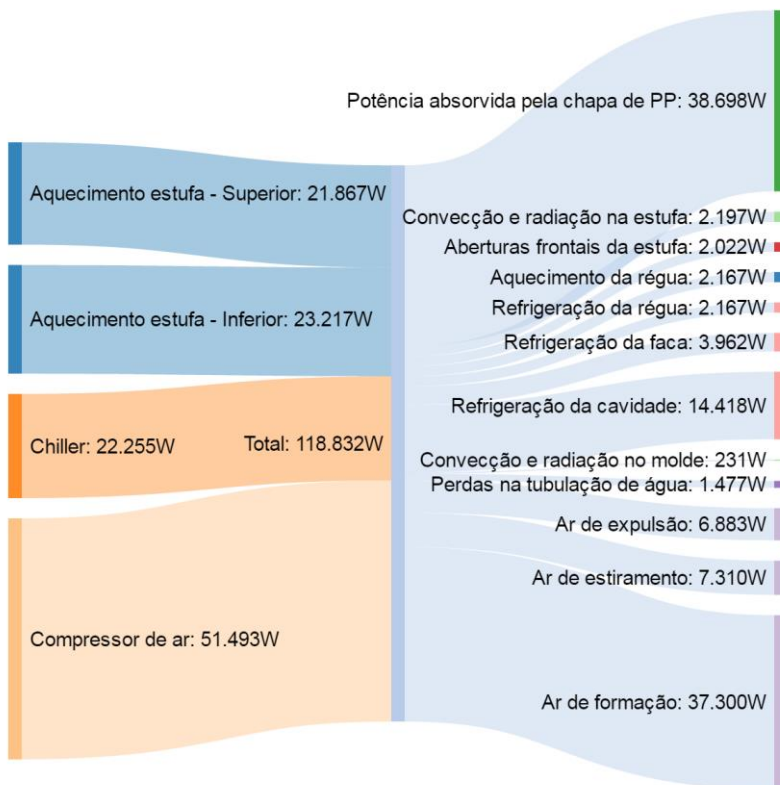 Potência absorvida pela chapa de PP: 38.698W
Aquecimento estufa - Superior: 21.867W
Convecção e radiação na estufa: 2.197W
Aberturas frontais da estufa: 2.022W
Aquecimento da régua: 2.167W
Refrigeração da régua: 2.167W
Aquecimento estufa - Inferior: 23.217W
Refrigeração da faca: 3.962W
Refrigeração da cavidade: 14.418W
Chiller: 22.255W
Total: 118.832W
Convecção e radiação no molde: 231W
Perdas na tubulação de água: 1.477W
Ar de expulsão: 6.883W
Ar de estiramento: 7.310W
Compressor de ar: 51.493W
Ar de formação: 37.300W